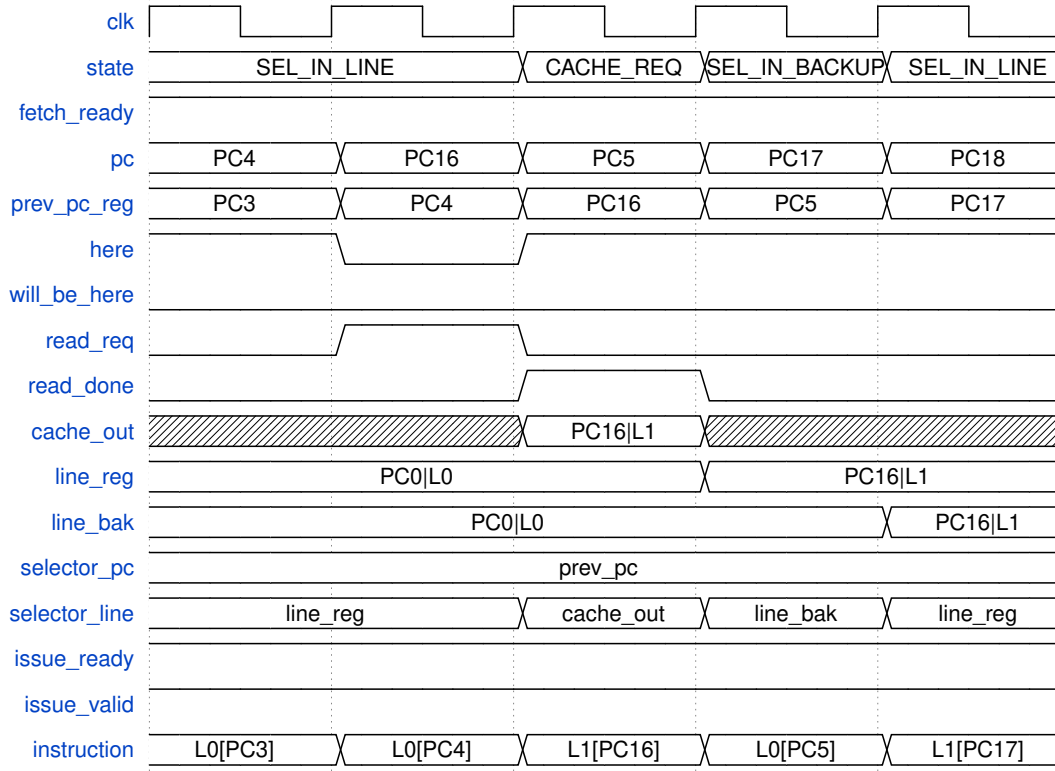 clk
state SEL_IN_LINE CACHE_REQ SEL_IN_BACKUP SEL_IN_LINE
fetch_ready
pc PC4 PC16 PC5 PC17 PC18
prev_pc_reg PC3 PC4 PC16 PC5 PC17
here
will_be_here
read_req
read_done
cache_out PC16|L1
line_reg PC0|L0 PC16|L1
line_bak PC0|L0 PC16|L1
selector_pc prev_pc
selector_line line_reg cache_out line_bak line_reg
issue_ready
issue_valid
instruction L0[PC3] L0[PC4] L1[PC16] L0[PC5] L1[PC17]